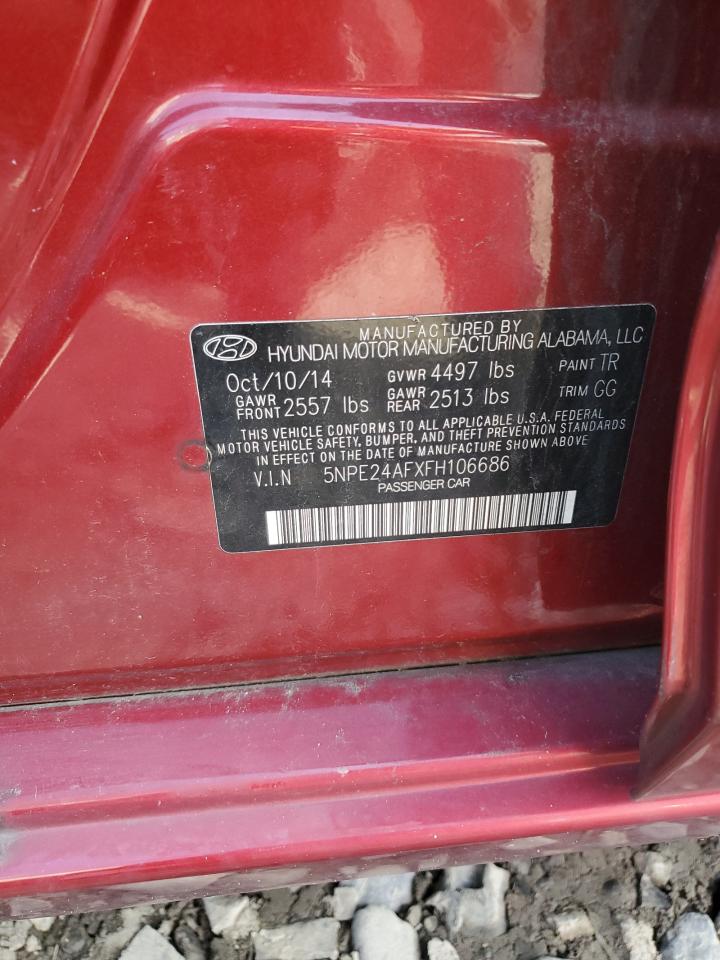 MANUFACTURED BY
HYUNDAI MOTOR MANUFACTURING ALABAMA, LLC
Oct/10/14 GVWR 4497 lbs PAINT TR
GAWR FRONT 2557 lbs GAWR REAR 2513 lbs TRIM GG
THIS VEHICLE CONFORMS TO ALL APPLICABLE U.S.A. FEDERAL
MOTOR VEHICLE SAFETY, BUMPER, AND THEFT PREVENTION STANDARDS
IN EFFECT ON THE DATE OF MANUFACTURE SHOWN ABOVE
V.I.N 5NPE24AFXFH106686
PASSENGER CAR